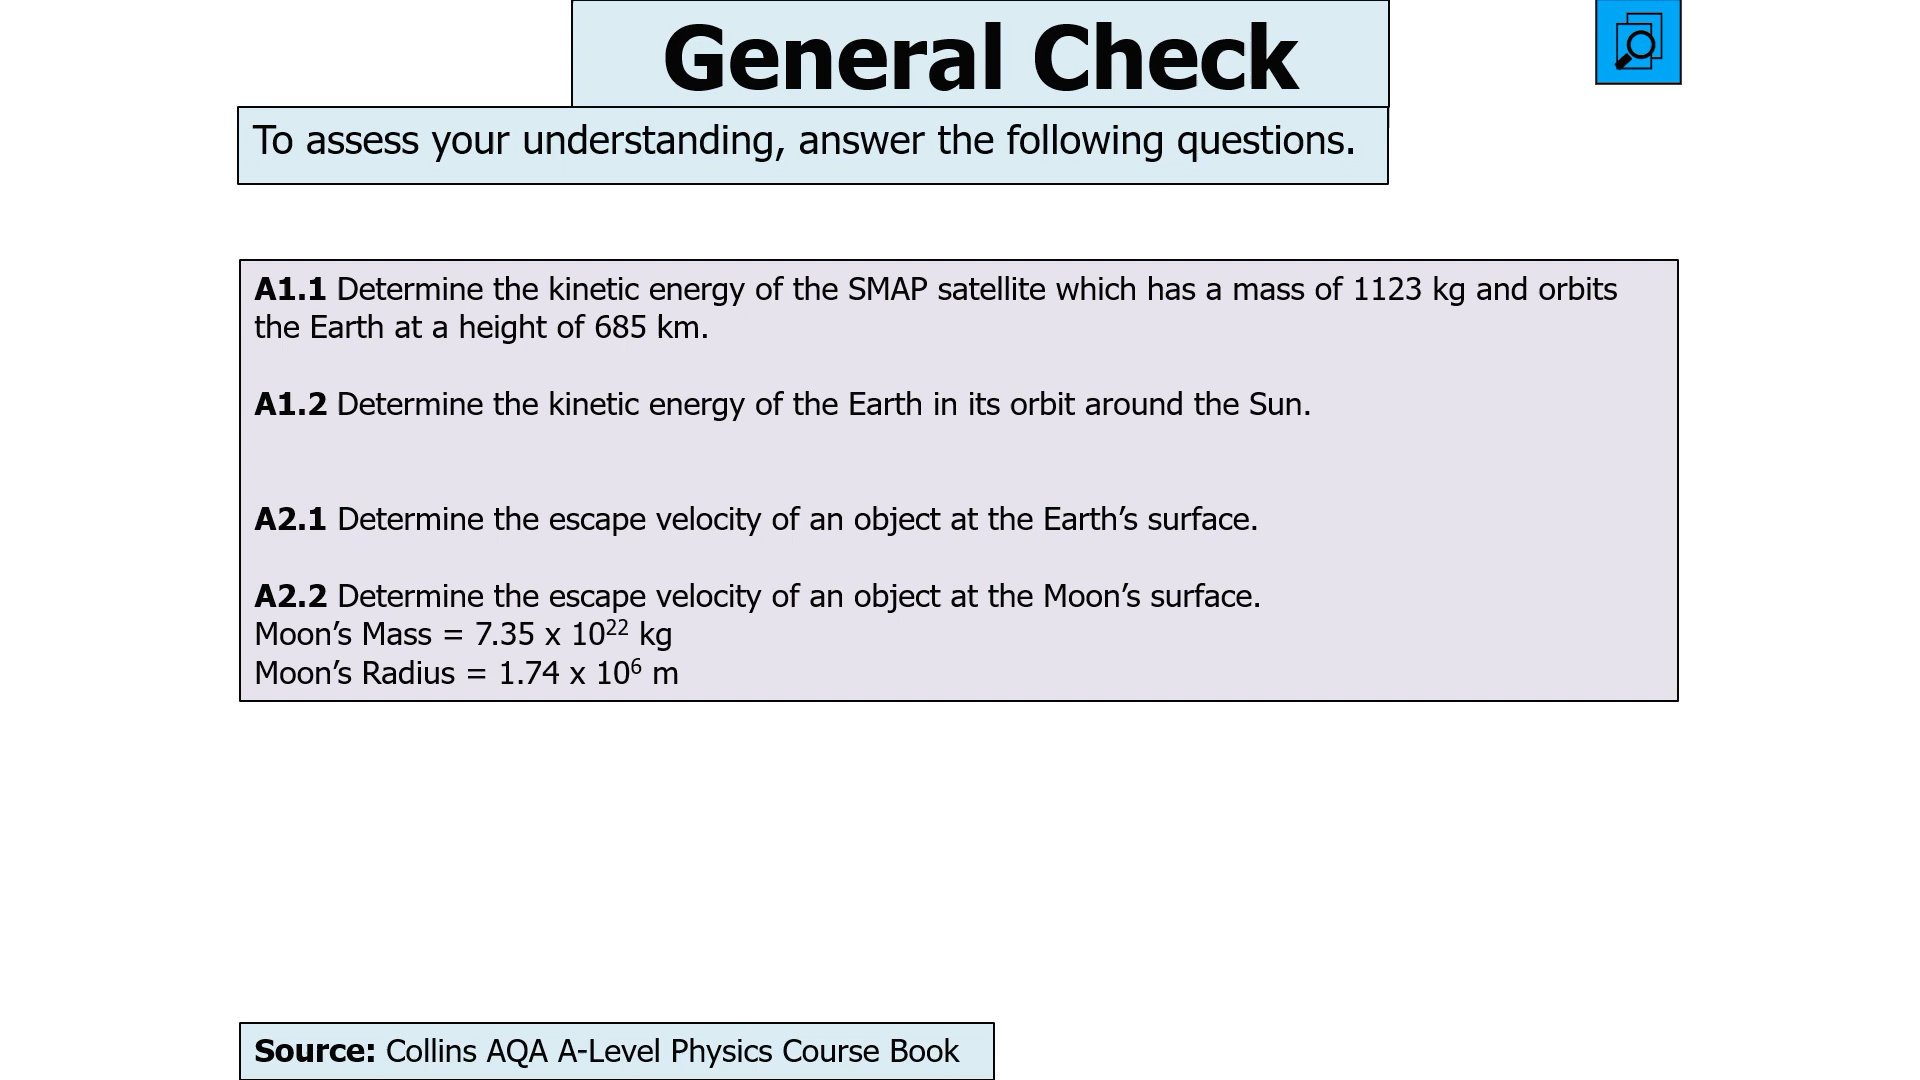 General Check
To assess your understanding, answer the following questions.
A1.1 Determine the kinetic energy of the SMAP satellite which has a mass of 1123 kg and orbits
the Earth at a height of 685 km.
A1.2 Determine the kinetic energy of the Earth in its orbit around the Sun.
A2.1 Determine the escape velocity of an object at the Earth’s surface.
A2.2 Determine the escape velocity of an object at the Moon’s surface.
Moon’s Mass = 7.35 x 10²² kg
Moon’s Radius = 1.74 x 10⁶ m
Source: Collins AQA A-Level Physics Course Book